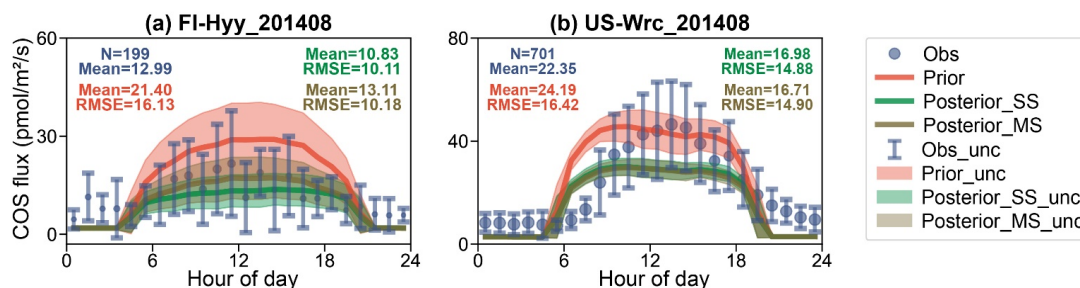 (a) FI-Hyy_201408
(b) US-Wrc_201408
COS flux (pmol/m²/s)
60
30
0
N=199
Mean=12.99
Mean=21.40
RMSE=16.13
Mean=10.83
RMSE=10.11
Mean=13.11
RMSE=10.18
0 6 12 18 24
Hour of day
80
40
0
N=701
Mean=22.35
Mean=24.19
RMSE=16.42
Mean=16.98
RMSE=14.88
Mean=16.71
RMSE=14.90
0 6 12 18 24
Hour of day
Obs
Prior
Posterior_SS
Posterior_MS
Obs_unc
Prior_unc
Posterior_SS_unc
Posterior_MS_unc